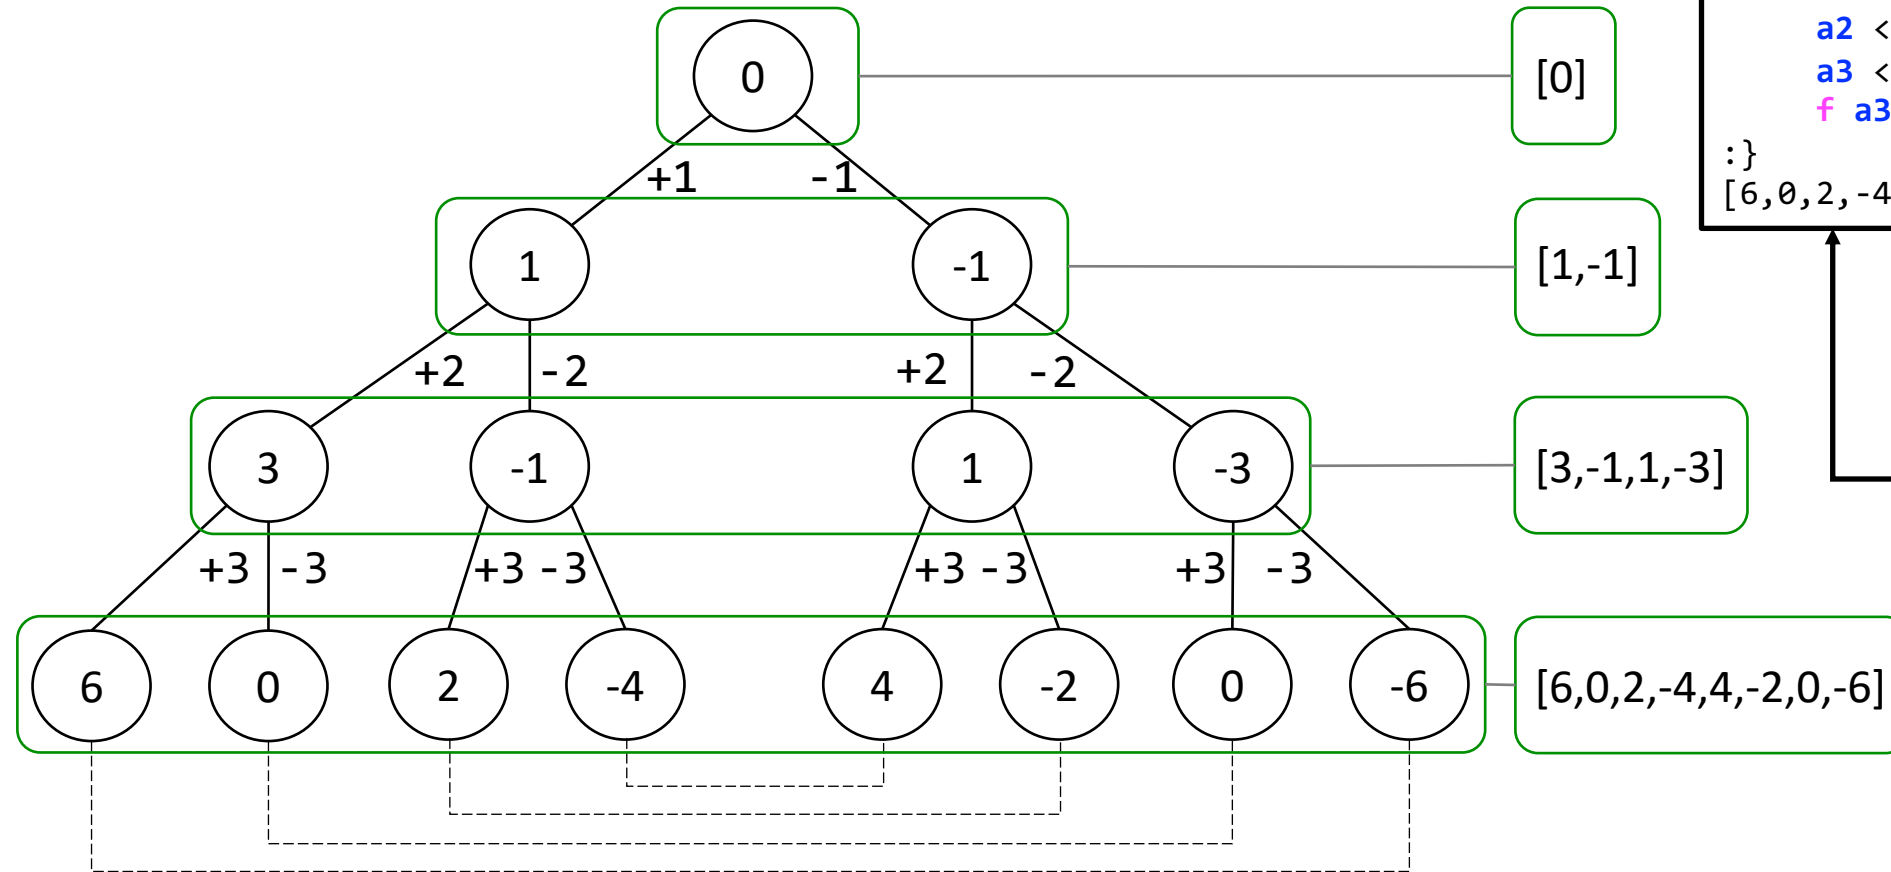 0
[0]
a2 <
a3 <
f a3
:}
[6,0,2,-4
+1 -1
1 -1
[1,-1]
+2 -2 +2 -2
3 -1 1 -3
[3,-1,1,-3]
+3 -3 +3 -3 +3 -3 +3 -3
6 0 2 -4 4 -2 0 -6
[6,0,2,-4,4,-2,0,-6]